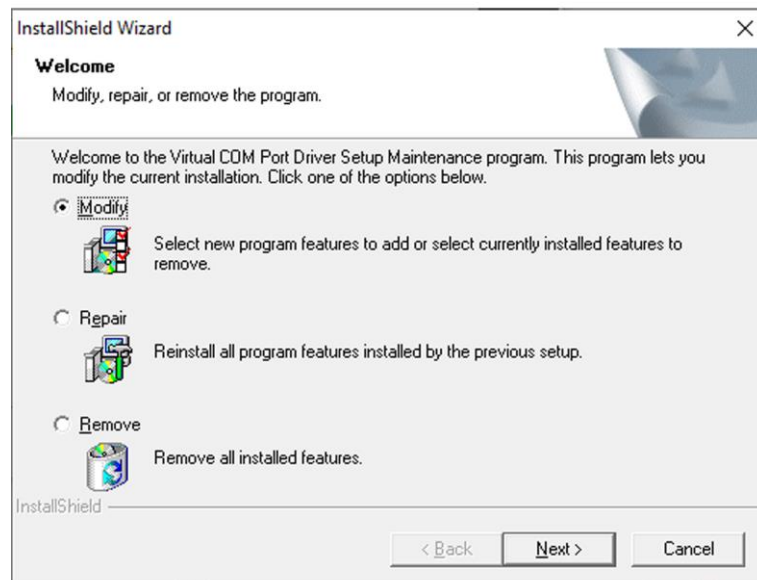 InstallShield Wizard
Welcome
Modify, repair, or remove the program.
Welcome to the Virtual COM Port Driver Setup Maintenance program. This program lets you
modify the current installation. Click one of the options below.
Modify
Select new program features to add or select currently installed features to
remove.
Repair
Reinstall all program features installed by the previous setup.
Remove
Remove all installed features.
InstallShield
< Back Next > Cancel